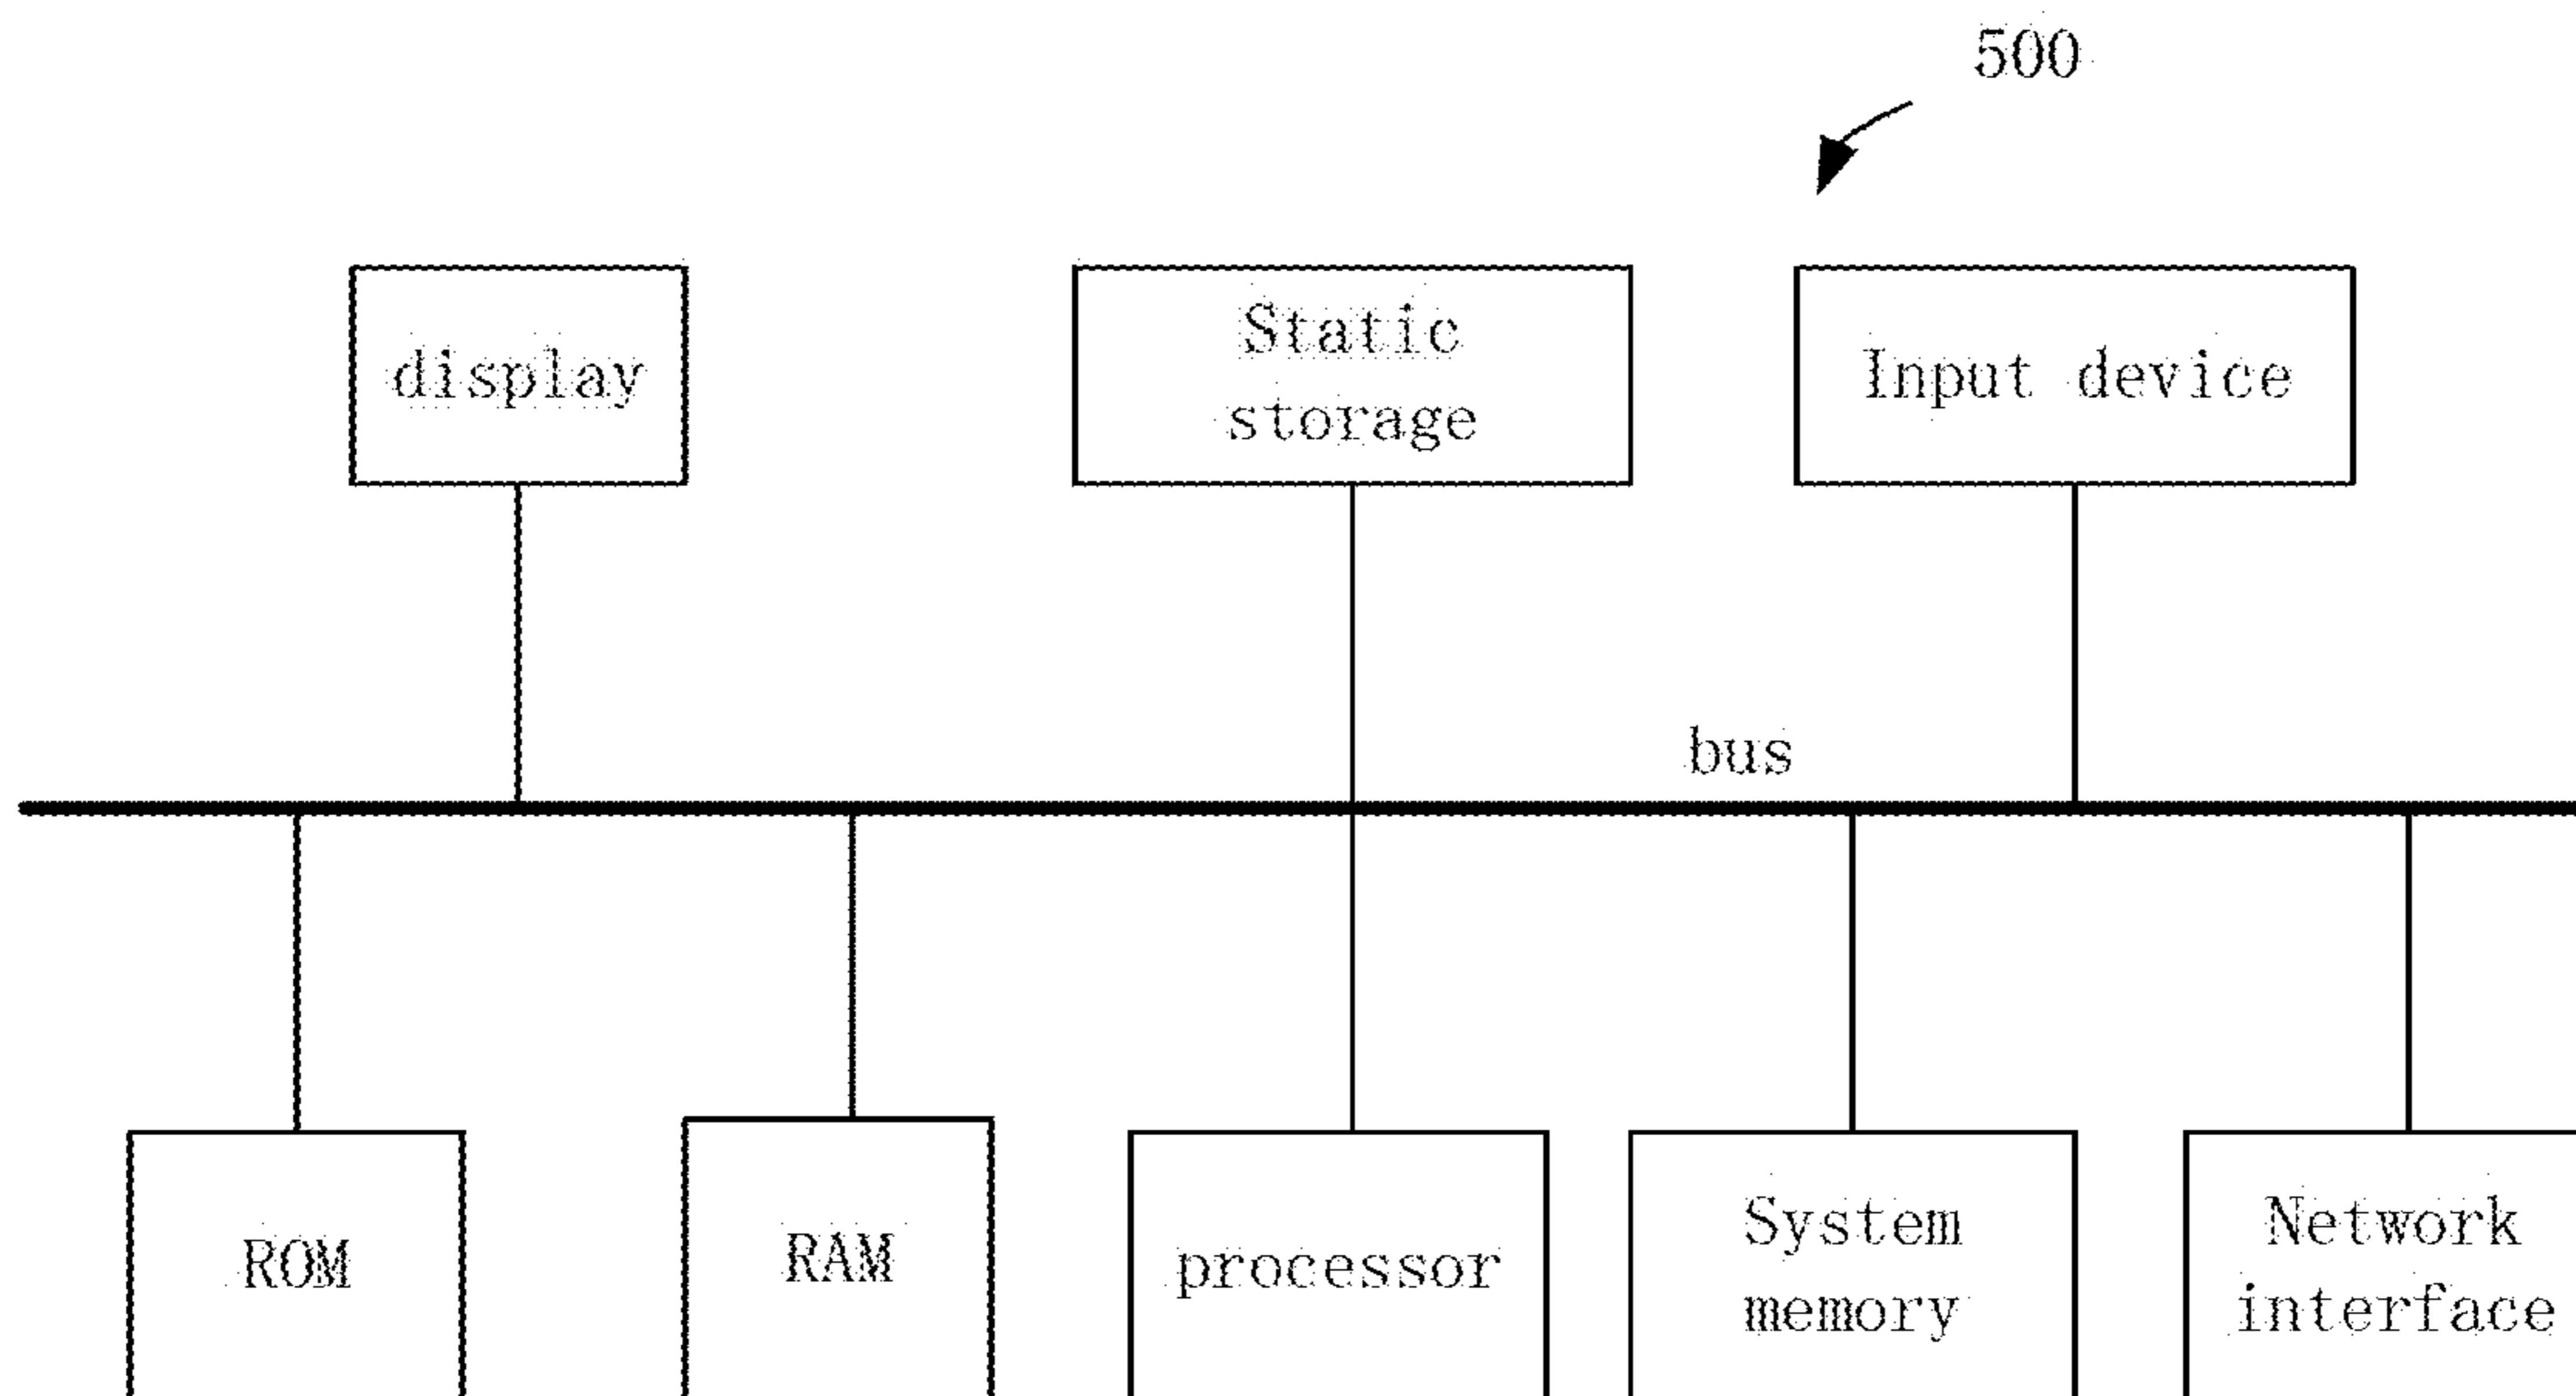 500
display
Static
storage
Input device
bus
ROM
RAM
processor
System
memory
Network
interface